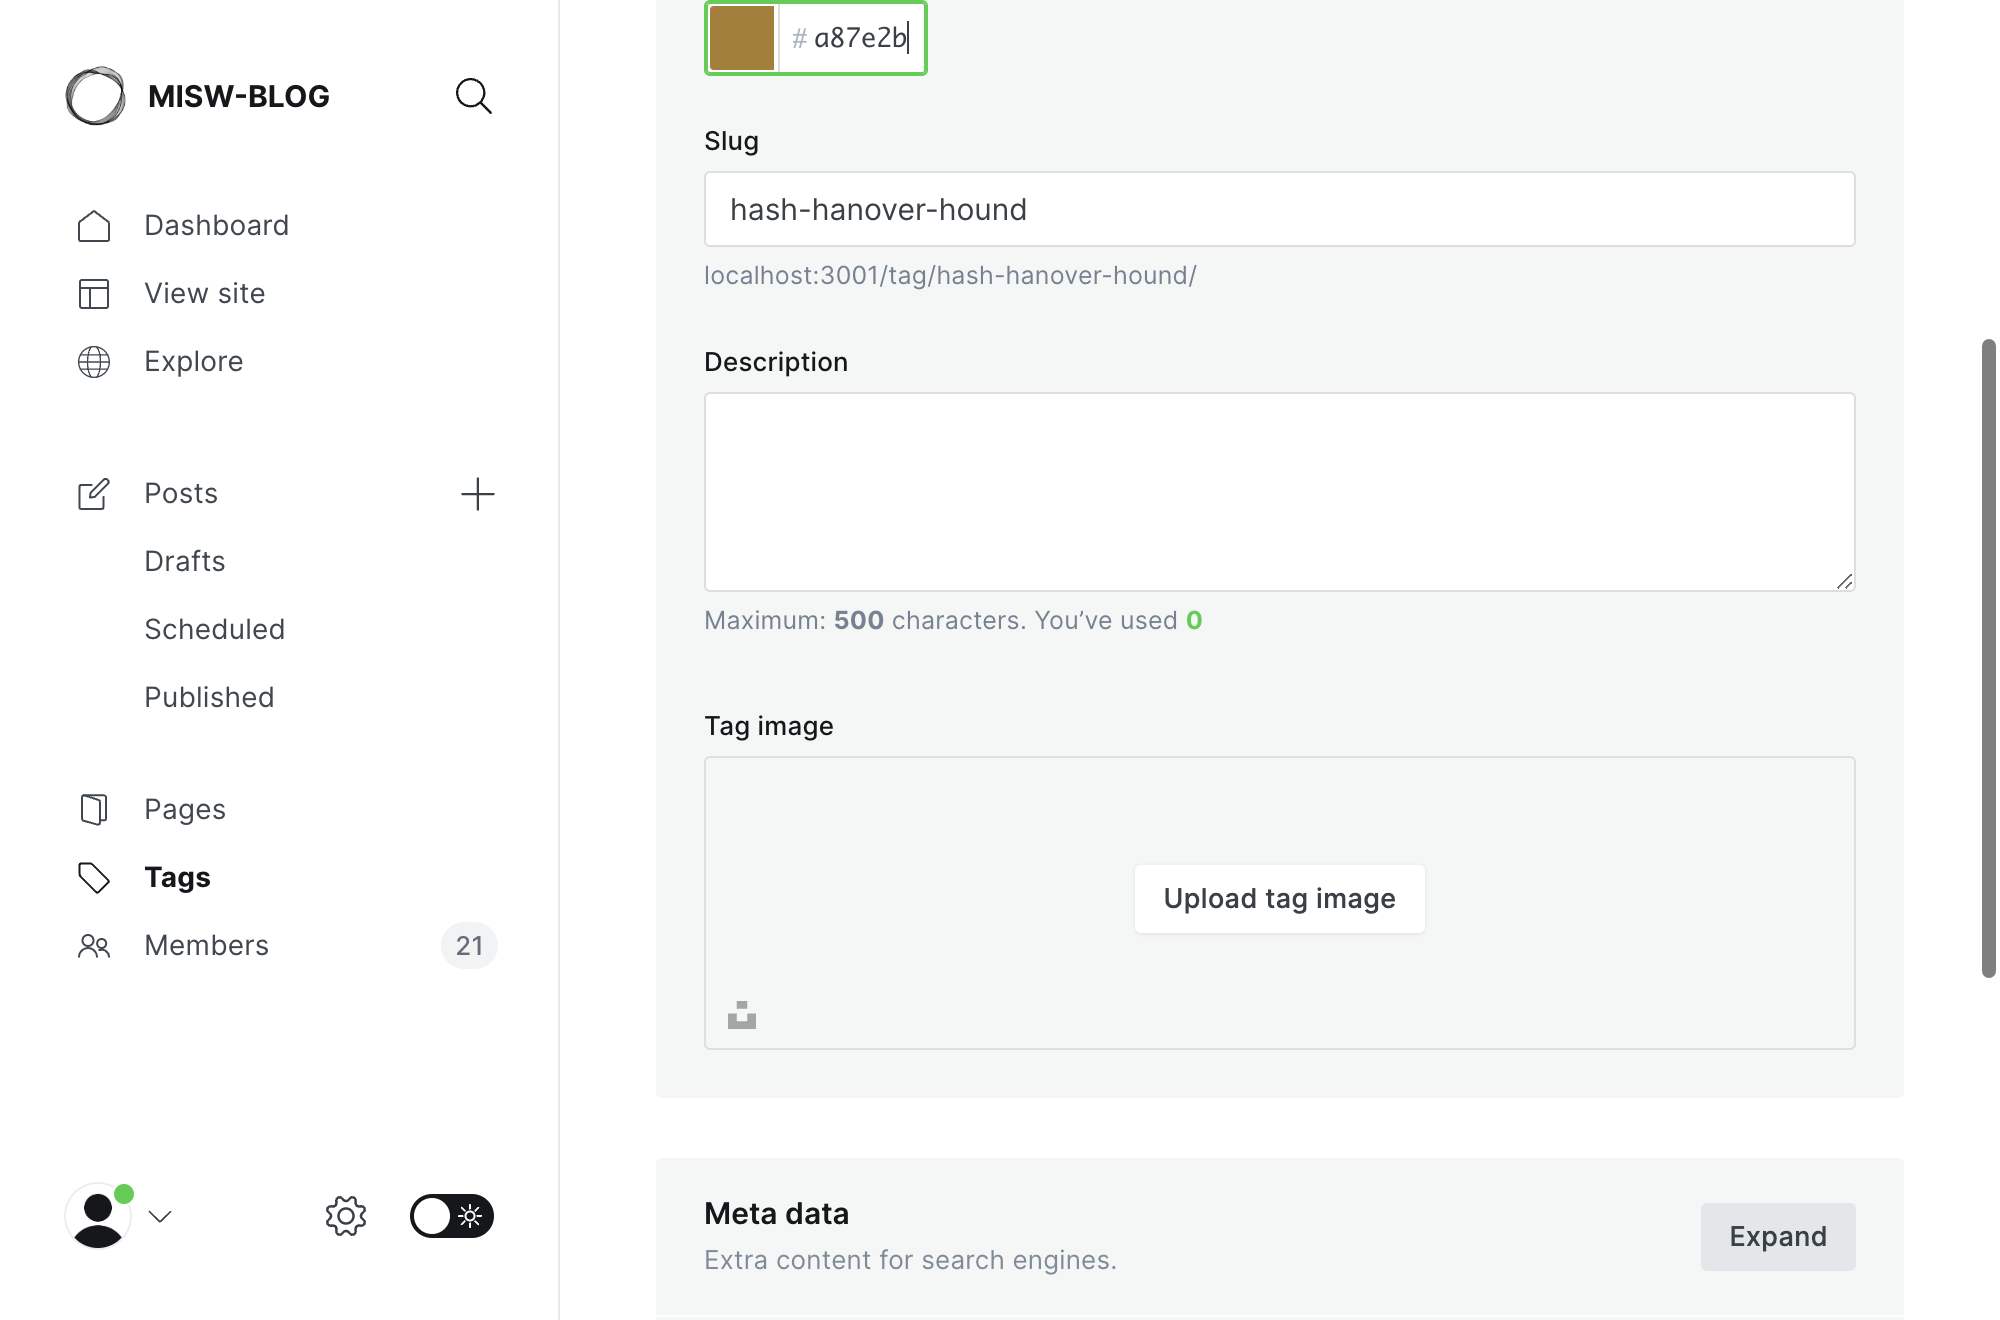 MISW-BLOG
Dashboard
View site
Explore
Posts
Drafts
Scheduled
Published
Pages
Tags
Members
21
# a87e2b
Slug
hash-hanover-hound
localhost:3001/tag/hash-hanover-hound/
Description
Maximum: 500 characters. You’ve used 0
Tag image
Upload tag image
Meta data
Extra content for search engines.
Expand